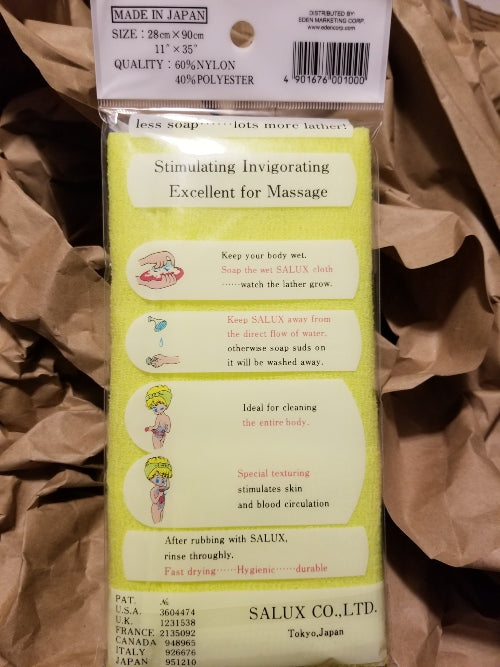 MADE IN JAPAN
SIZE：28cm×90cm
11"×35"
QUALITY：60%NYLON
40%POLYESTER
DISTRIBUTED BY:
EDEN MARKETING CORP.
www.edencorp.com
4 901676 001000
less soap······lots more lather!
Stimulating Invigorating
Excellent for Massage
Keep your body wet.
Soap the wet SALUX cloth
······watch the lather grow.
Keep SALUX away from
the direct flow of water,
otherwise soap suds on
it will be washed away.
Ideal for cleaning
the entire body.
Special texturing
stimulates skin
and blood circulation
After rubbing with SALUX,
rinse throughly.
Fast drying······Hygienic······durable
PAT. №
U.S.A. 3604474
U.K. 1231538
FRANCE 2135092
CANADA 948965
ITALY 926676
JAPAN 951210
SALUX CO.,LTD.
Tokyo,Japan